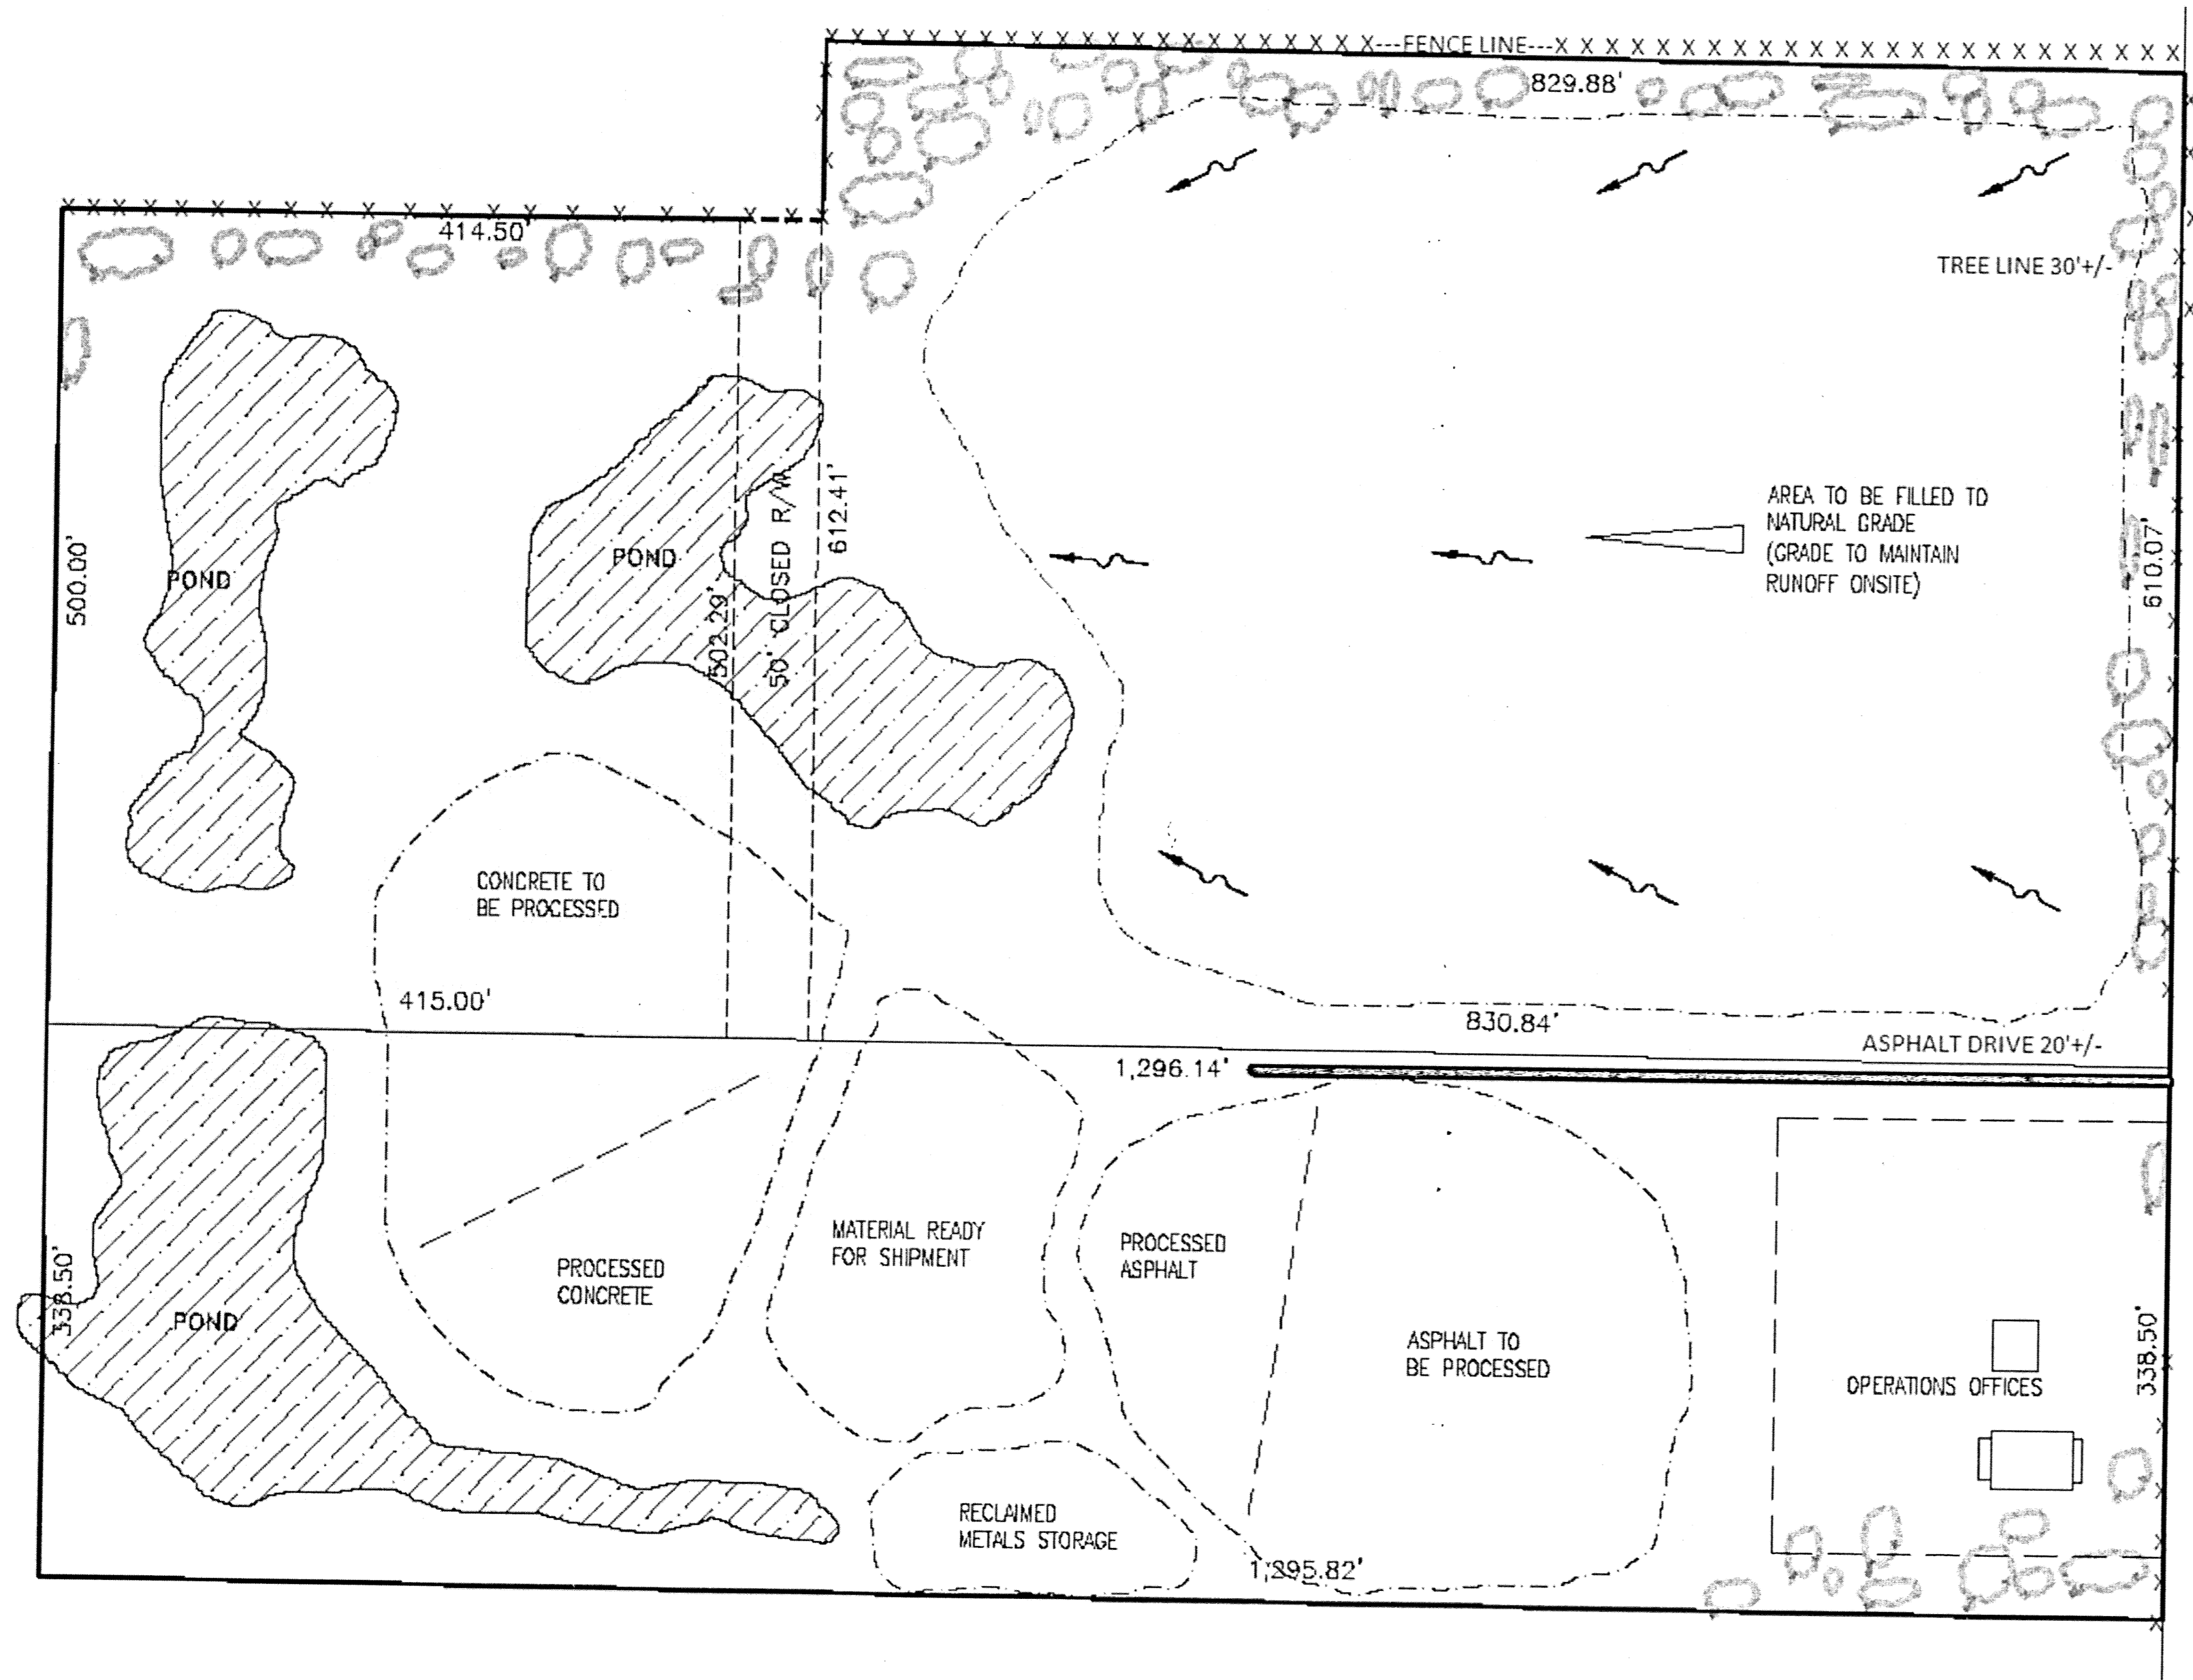 X X X X X X X X X X X X X X X X X X X X X X---FENCE LINE---X X X X X X X X X X X X X X X X X X X X X X X X X
829.88'
414.50'
TREE LINE 30'+/-
AREA TO BE FILLED TO
NATURAL GRADE
(GRADE TO MAINTAIN
RUNOFF ONSITE)
500.00'
POND
POND
502.29'
50' CLOSED R/W
612.41'
610.07'
CONCRETE TO
BE PROCESSED
415.00'
830.84'
ASPHALT DRIVE 20'+/-
1,296.14'
MATERIAL READY
FOR SHIPMENT
PROCESSED
ASPHALT
PROCESSED
CONCRETE
338.50'
POND
ASPHALT TO
BE PROCESSED
OPERATIONS OFFICES
338.50'
RECLAIMED
METALS STORAGE
1,295.82'